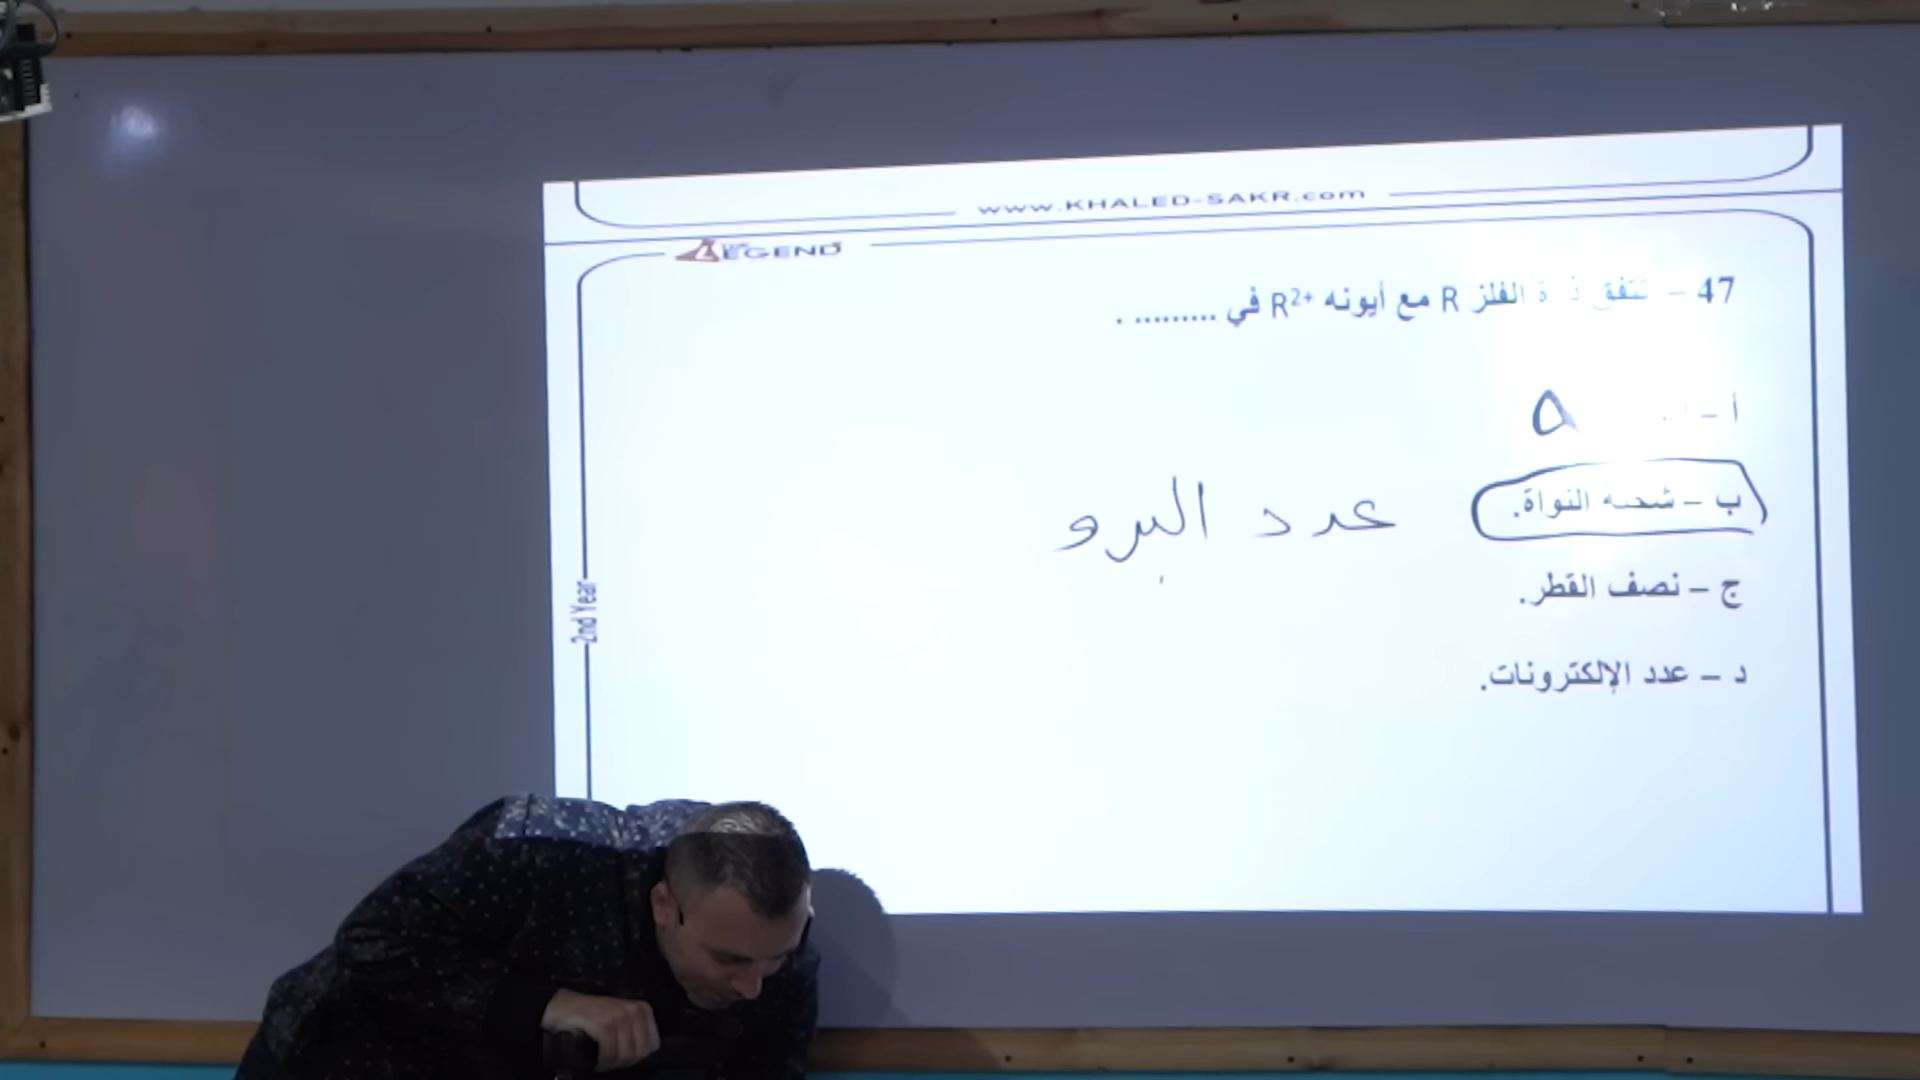 www.KHALED-SAKR.com
LEGEND
47 – تتفق ذرة الفلز R مع أيونه R²⁺ في ......... .
أ –
ب – شحنة النواة.
عدد البرو
ج – نصف القطر.
د – عدد الإلكترونات.
2nd Year